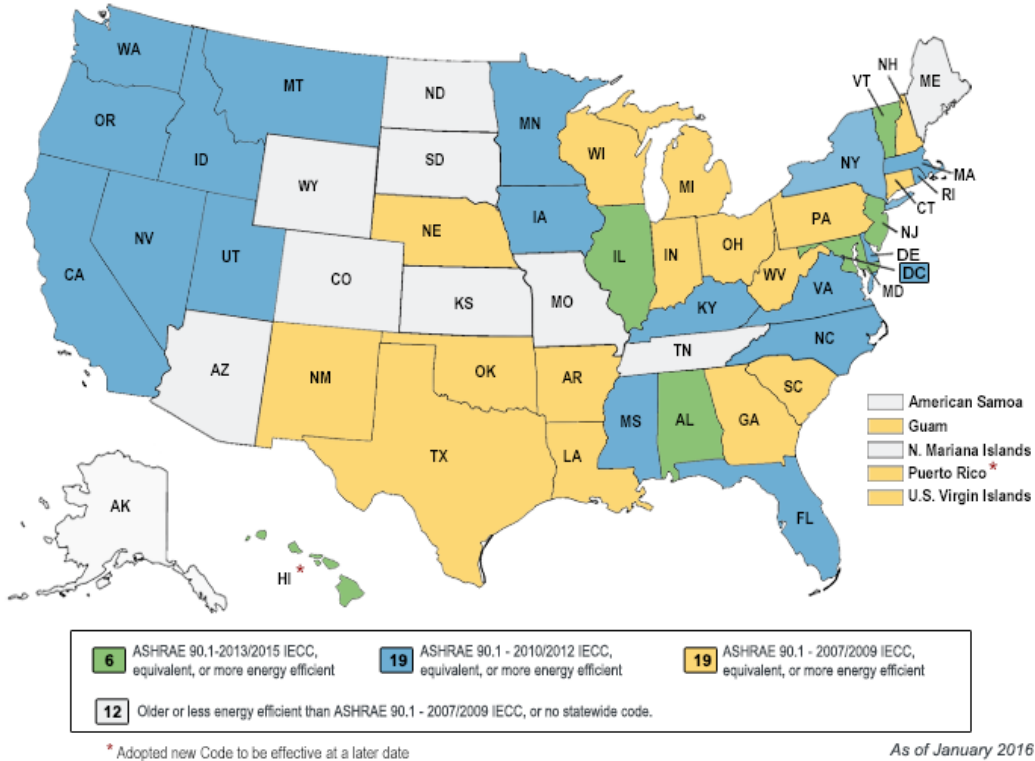 WA
MT
ND
MN
VT
NH
ME
OR
ID
SD
WI
NY
MA
WY
MI
RI
CT
NV
NE
IA
PA
NJ
CA
UT
CO
IL
IN
OH
DE
DC
WV
MD
KS
MO
KY
VA
AZ
NM
OK
AR
TN
NC
MS
AL
GA
SC
TX
LA
FL
American Samoa
Guam
N. Mariana Islands
Puerto Rico *
U.S. Virgin Islands
AK
HI *
6 ASHRAE 90.1-2013/2015 IECC,
equivalent, or more energy efficient
19 ASHRAE 90.1 - 2010/2012 IECC,
equivalent, or more energy efficient
19 ASHRAE 90.1 - 2007/2009 IECC,
equivalent, or more energy efficient
12 Older or less energy efficient than ASHRAE 90.1 - 2007/2009 IECC, or no statewide code.
* Adopted new Code to be effective at a later date
As of January 2016